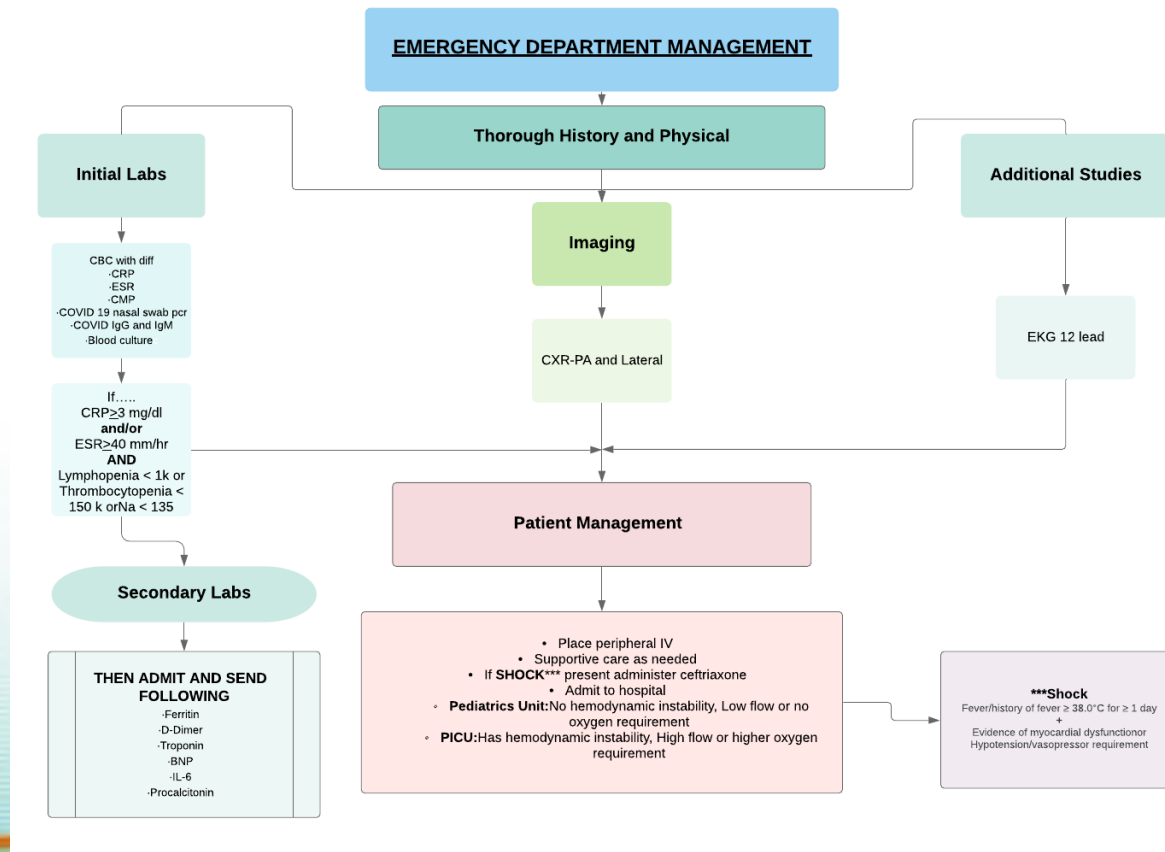 EMERGENCY DEPARTMENT MANAGEMENT
Thorough History and Physical
Initial Labs
CBC with diff
·CRP
·ESR
·CMP
·COVID 19 nasal swab pcr
·COVID IgG and IgM
·Blood culture
If…..
CRP≥3 mg/dl
and/or
ESR≥40 mm/hr
AND
Lymphopenia < 1k or
Thrombocytopenia <
150 k orNa < 135
Secondary Labs
THEN ADMIT AND SEND
FOLLOWING
·Ferritin
·D-Dimer
·Troponin
·BNP
·IL-6
·Procalcitonin
Imaging
CXR-PA and Lateral
Additional Studies
EKG 12 lead
Patient Management
• Place peripheral IV
• Supportive care as needed
• If SHOCK*** present administer ceftriaxone
• Admit to hospital
◦ Pediatrics Unit:No hemodynamic instability, Low flow or no
oxygen requirement
◦ PICU:Has hemodynamic instability, High flow or higher oxygen
requirement
***Shock
Fever/history of fever ≥ 38.0°C for ≥ 1 day
+
Evidence of myocardial dysfunctionor
Hypotension/vasopressor requirement